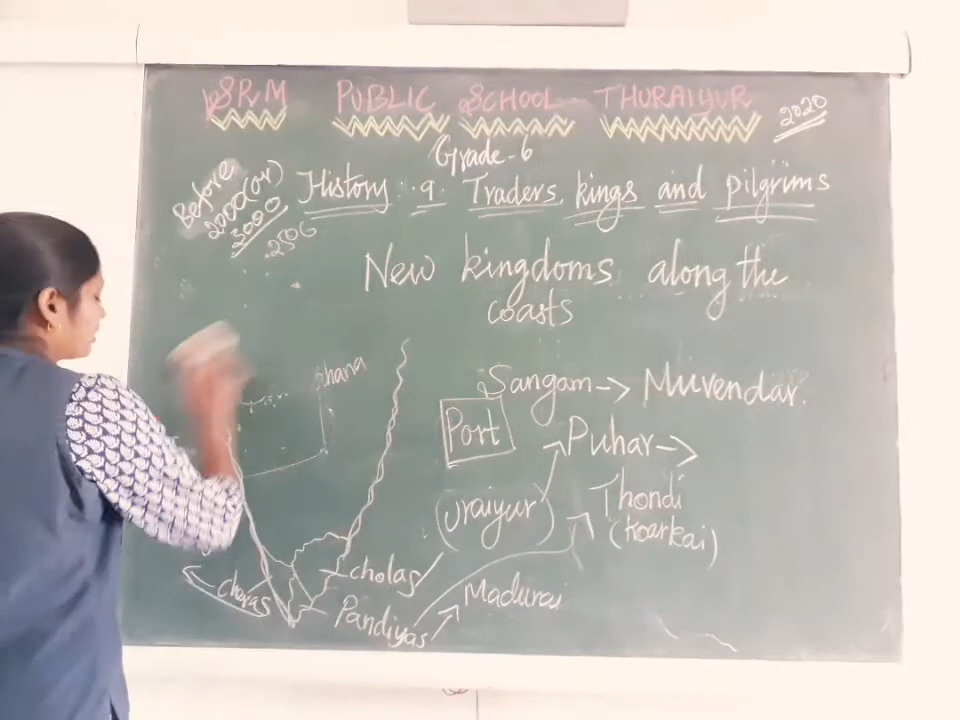 SRM PUBLIC SCHOOL THURAIYUR
2020
Grade-6
Before
2000 (or)
3000
2500
History 9. Traders, kings and pilgrims
New kingdoms along the
coasts
Sangam → Muvendar.
Port
Puhar →
Uraiyur
Thondi
(Koarkai)
cholas
cheras
Pandiyas
Madurai